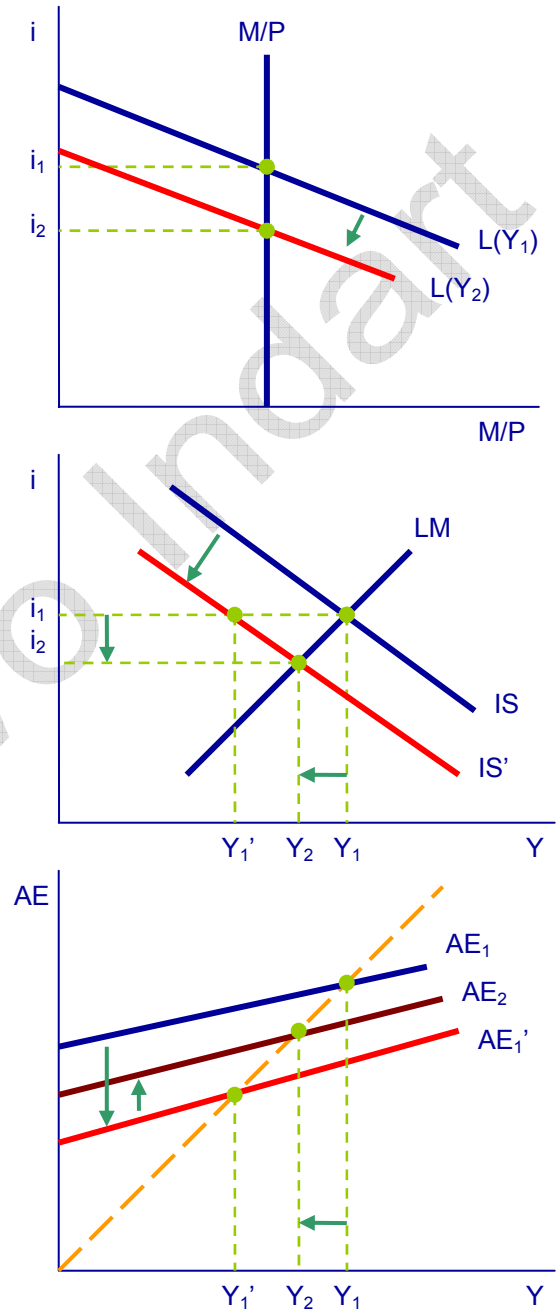 i
M/P
i₁
i₂
L(Y₁)
L(Y₂)
M/P
i
LM
i₁
i₂
IS
IS'
Y₁' Y₂ Y₁ Y
AE
AE₁
AE₂
AE₁'
Y₁' Y₂ Y₁ Y
o Indart